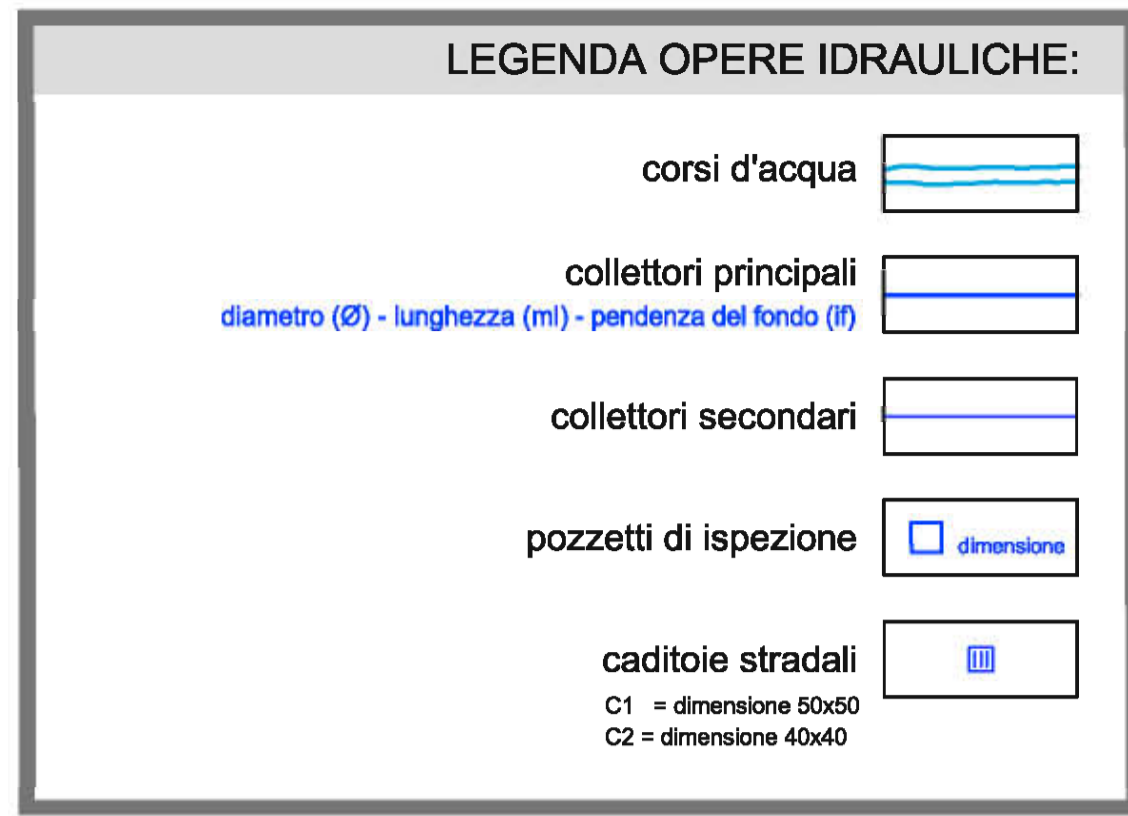 LEGENDA OPERE IDRAULICHE:
corsi d'acqua
collettori principali
diametro (Ø) - lunghezza (ml) - pendenza del fondo (if)
collettori secondari
pozzetti di ispezione
dimensione
caditoie stradali
C1 = dimensione 50x50
C2 = dimensione 40x40